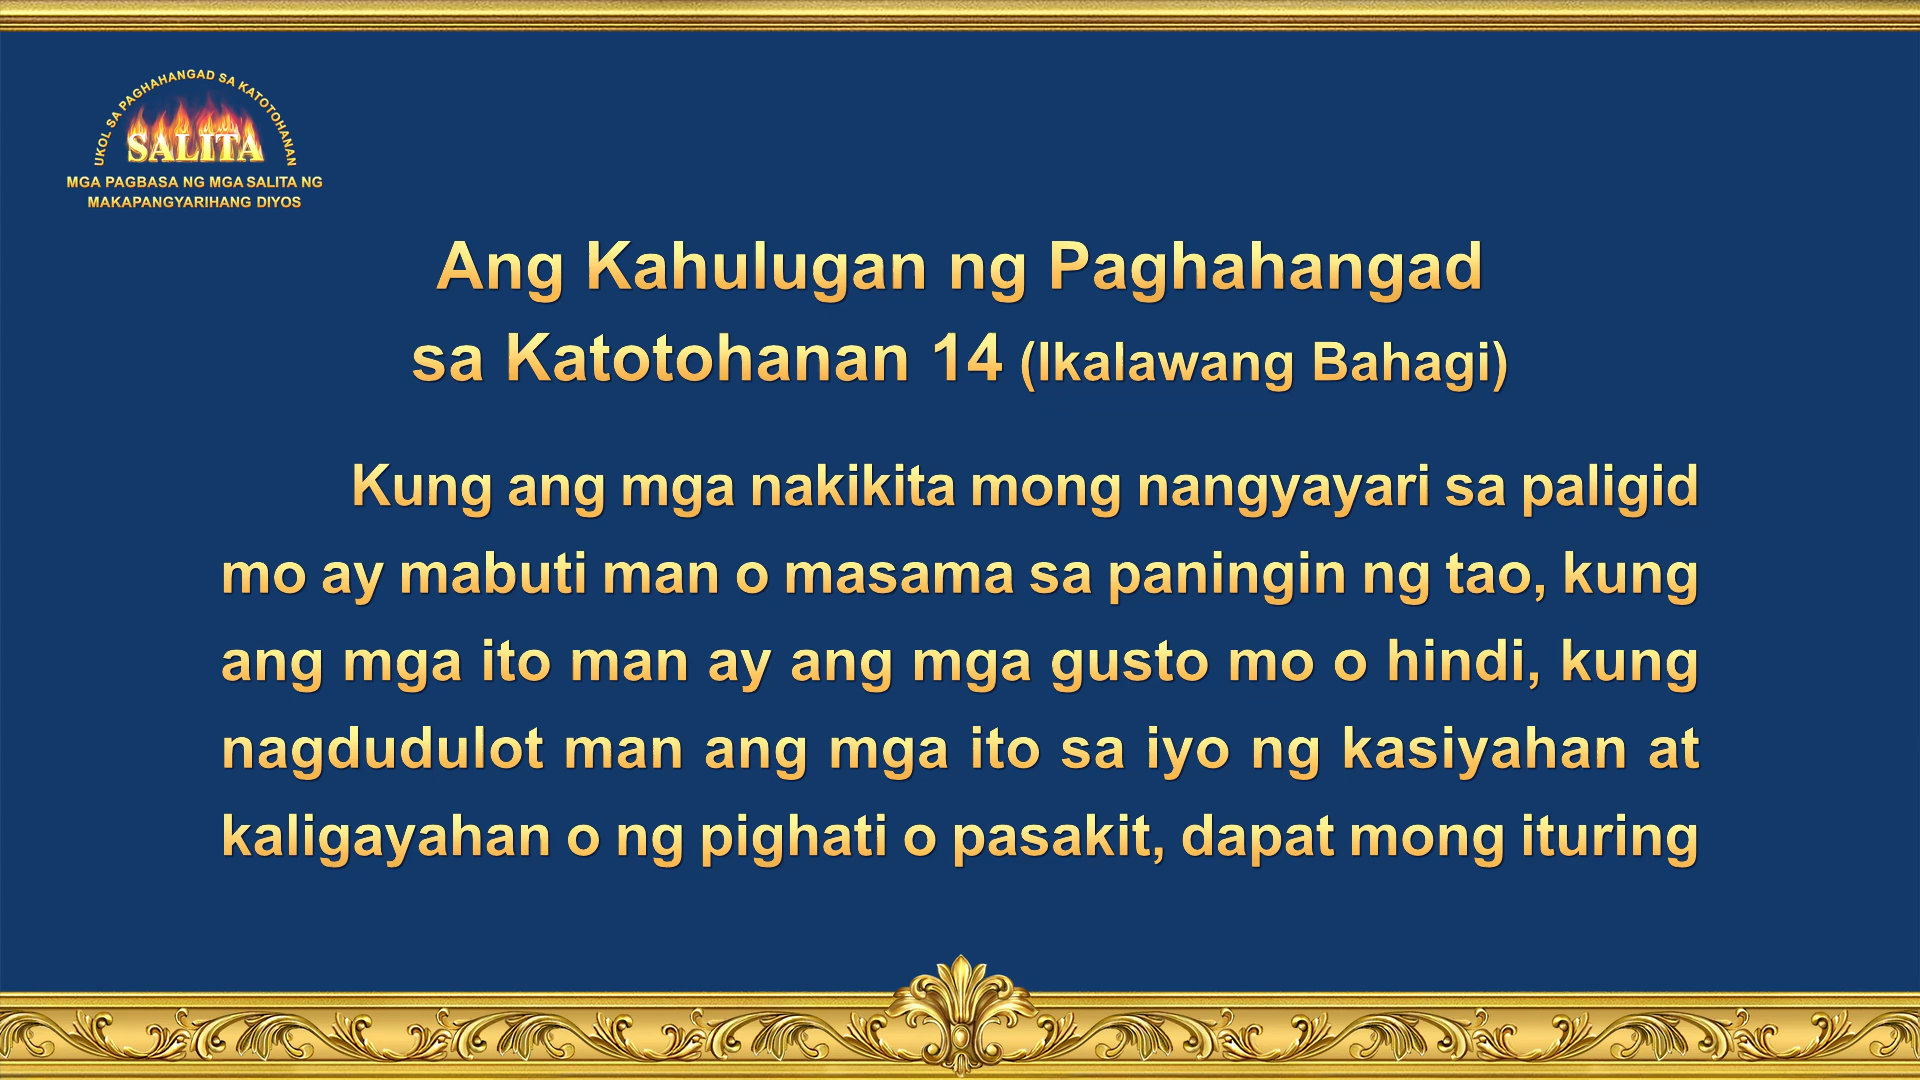 UKOL SA PAGHAHANGAD SA KATOTOHANAN
SALITA
MGA PAGBASA NG MGA SALITA NG
MAKAPANGYARIHANG DIYOS
Ang Kahulugan ng Paghahangad
sa Katotohanan 14 (Ikalawang Bahagi)
Kung ang mga nakikita mong nangyayari sa paligid
mo ay mabuti man o masama sa paningin ng tao, kung
ang mga ito man ay ang mga gusto mo o hindi, kung
nagdudulot man ang mga ito sa iyo ng kasiyahan at
kaligayahan o ng pighati o pasakit, dapat mong ituring